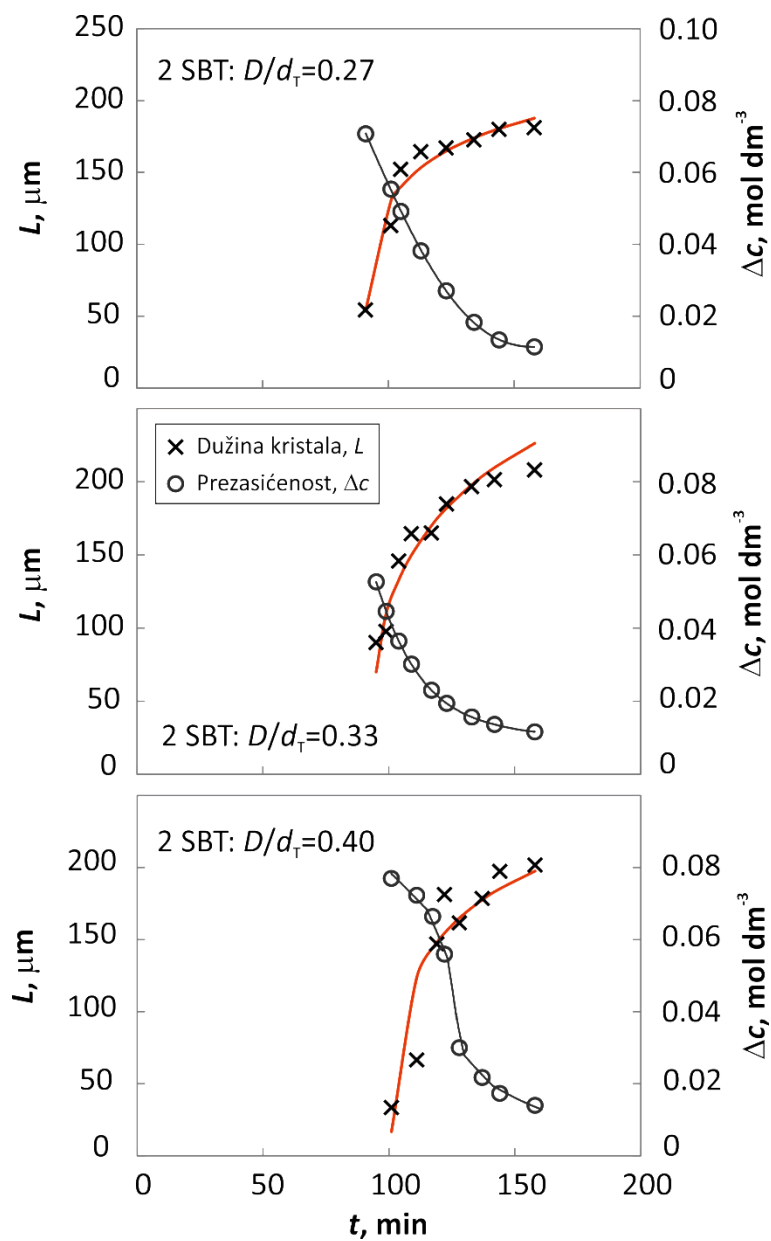 250
200
150
100
50
0
L, μm
2 SBT: D/dT=0.27
0.10
0.08
0.06
0.04
0.02
0
Δc, mol dm-3
200
150
100
50
0
L, μm
Dužina kristala, L
Prezasićenost, Δc
2 SBT: D/dT=0.33
0.08
0.06
0.04
0.02
0
Δc, mol dm-3
200
150
100
50
0
L, μm
2 SBT: D/dT=0.40
0.08
0.06
0.04
0.02
0
Δc, mol dm-3
0 50 100 150 200
t, min